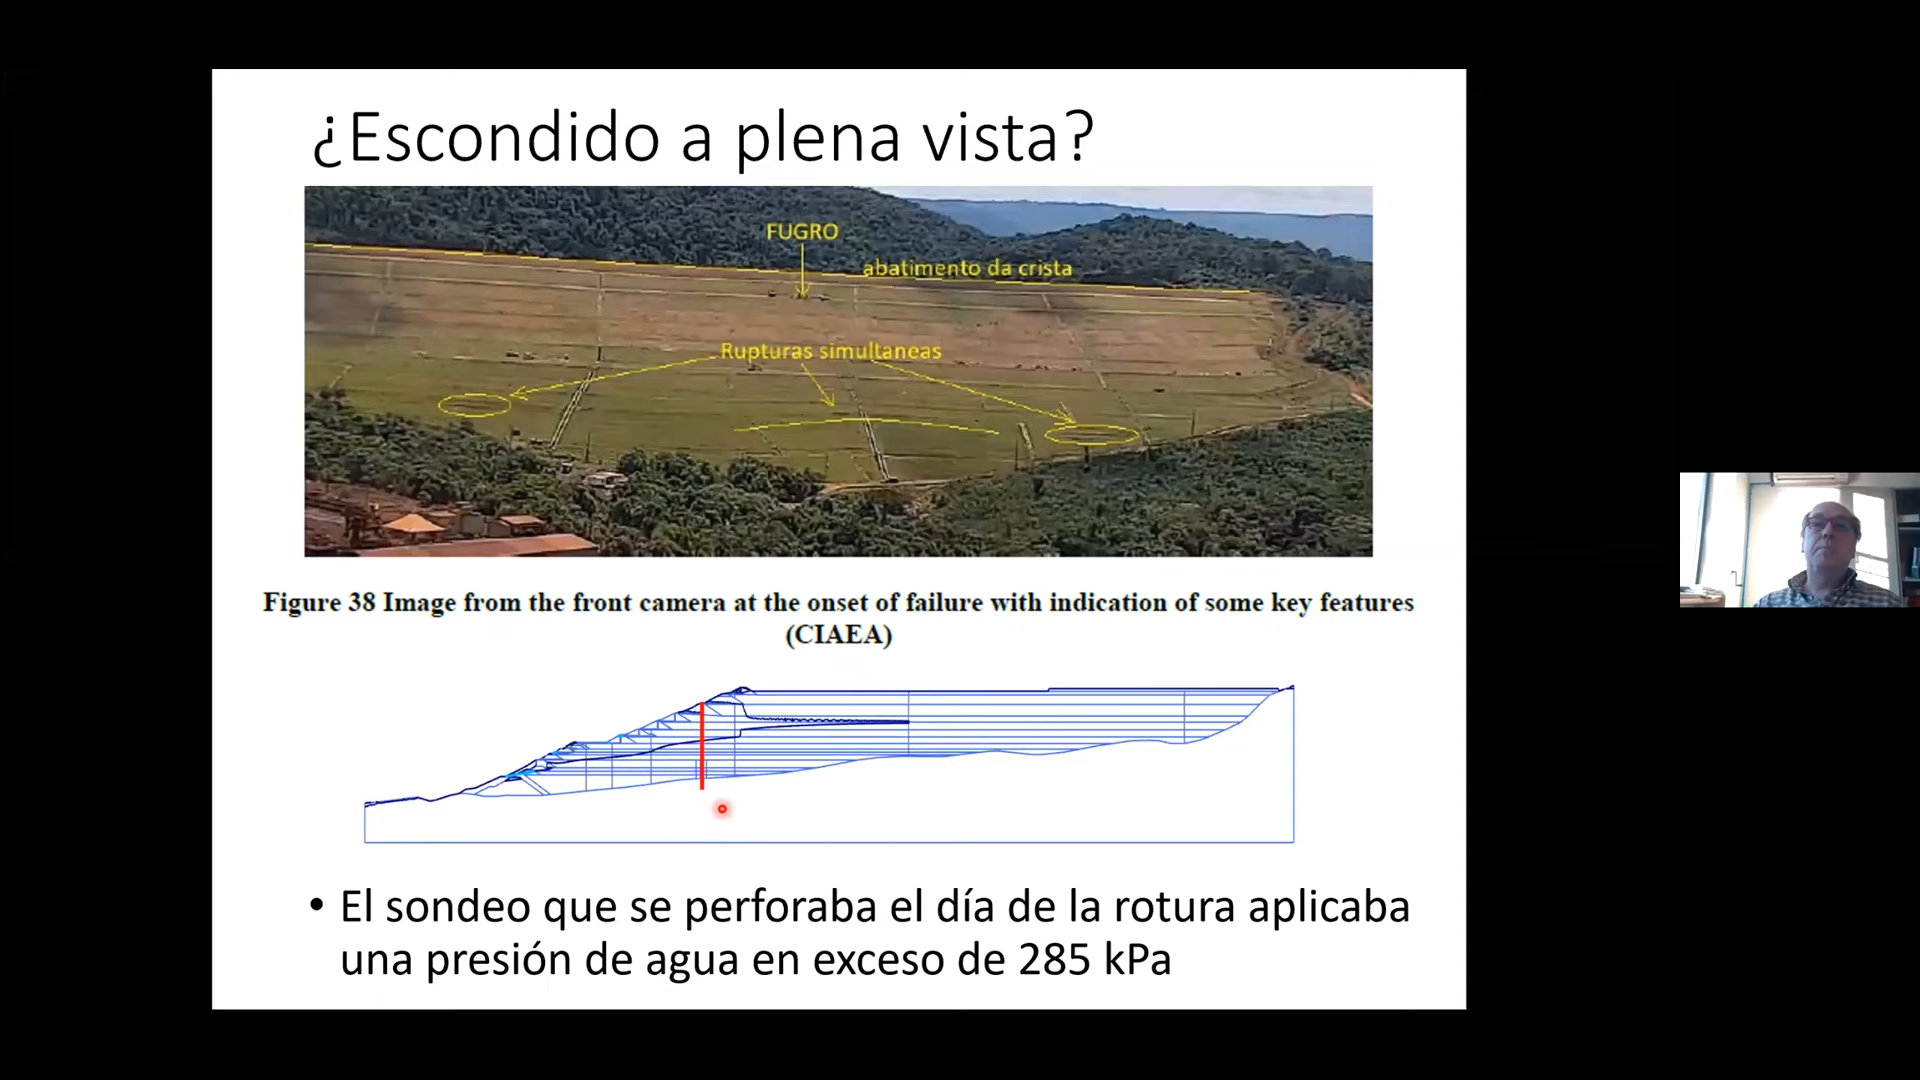 ¿Escondido a plena vista?
FUGRO
abatimento da crista
Rupturas simultaneas
Figure 38 Image from the front camera at the onset of failure with indication of some key features
(CIAEA)
• El sondeo que se perforaba el día de la rotura aplicaba
una presión de agua en exceso de 285 kPa